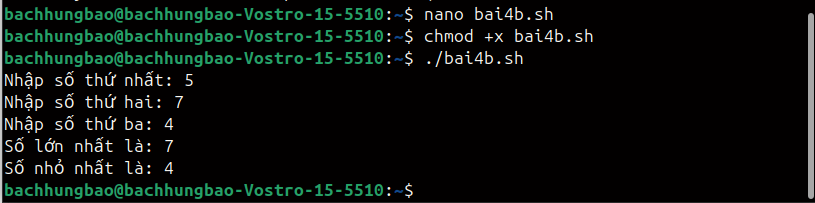 bachhungbao@bachhungbao-Vostro-15-5510:~$ nano bai4b.sh
bachhungbao@bachhungbao-Vostro-15-5510:~$ chmod +x bai4b.sh
bachhungbao@bachhungbao-Vostro-15-5510:~$ ./bai4b.sh
Nhập số thứ nhất: 5
Nhập số thứ hai: 7
Nhập số thứ ba: 4
Số lớn nhất là: 7
Số nhỏ nhất là: 4
bachhungbao@bachhungbao-Vostro-15-5510:~$